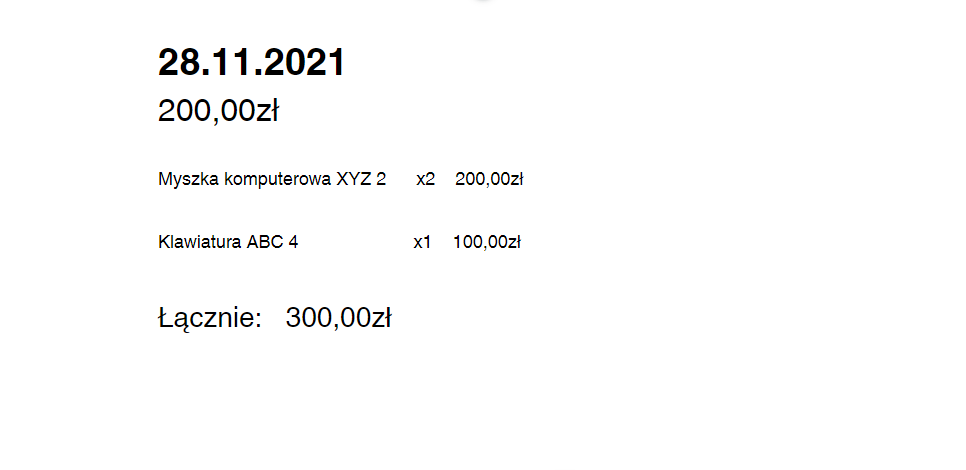 28.11.2021
200,00zł
Myszka komputerowa XYZ 2 x2 200,00zł
Klawiatura ABC 4 x1 100,00zł
Łącznie: 300,00zł